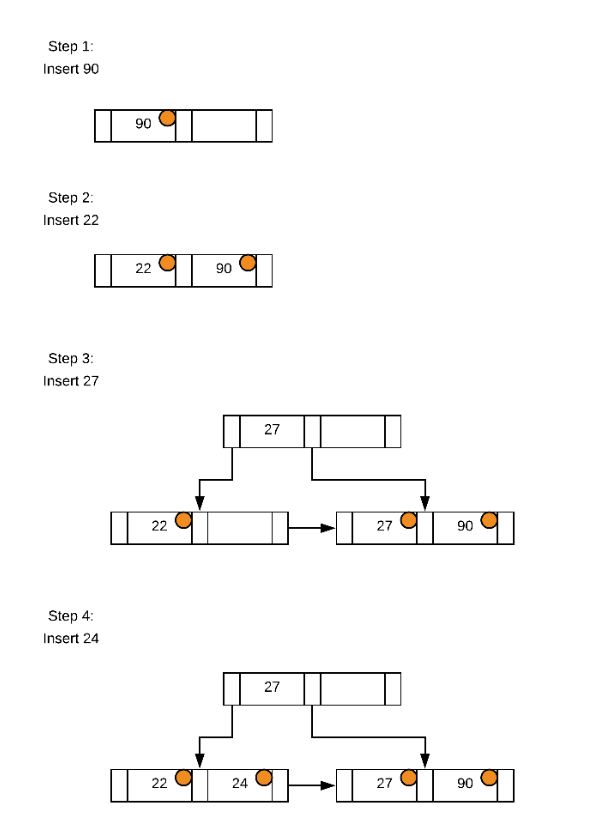 Step 1:
Insert 90
90
Step 2:
Insert 22
22 90
Step 3:
Insert 27
27
22 27 90
Step 4:
Insert 24
27
22 24 27 90